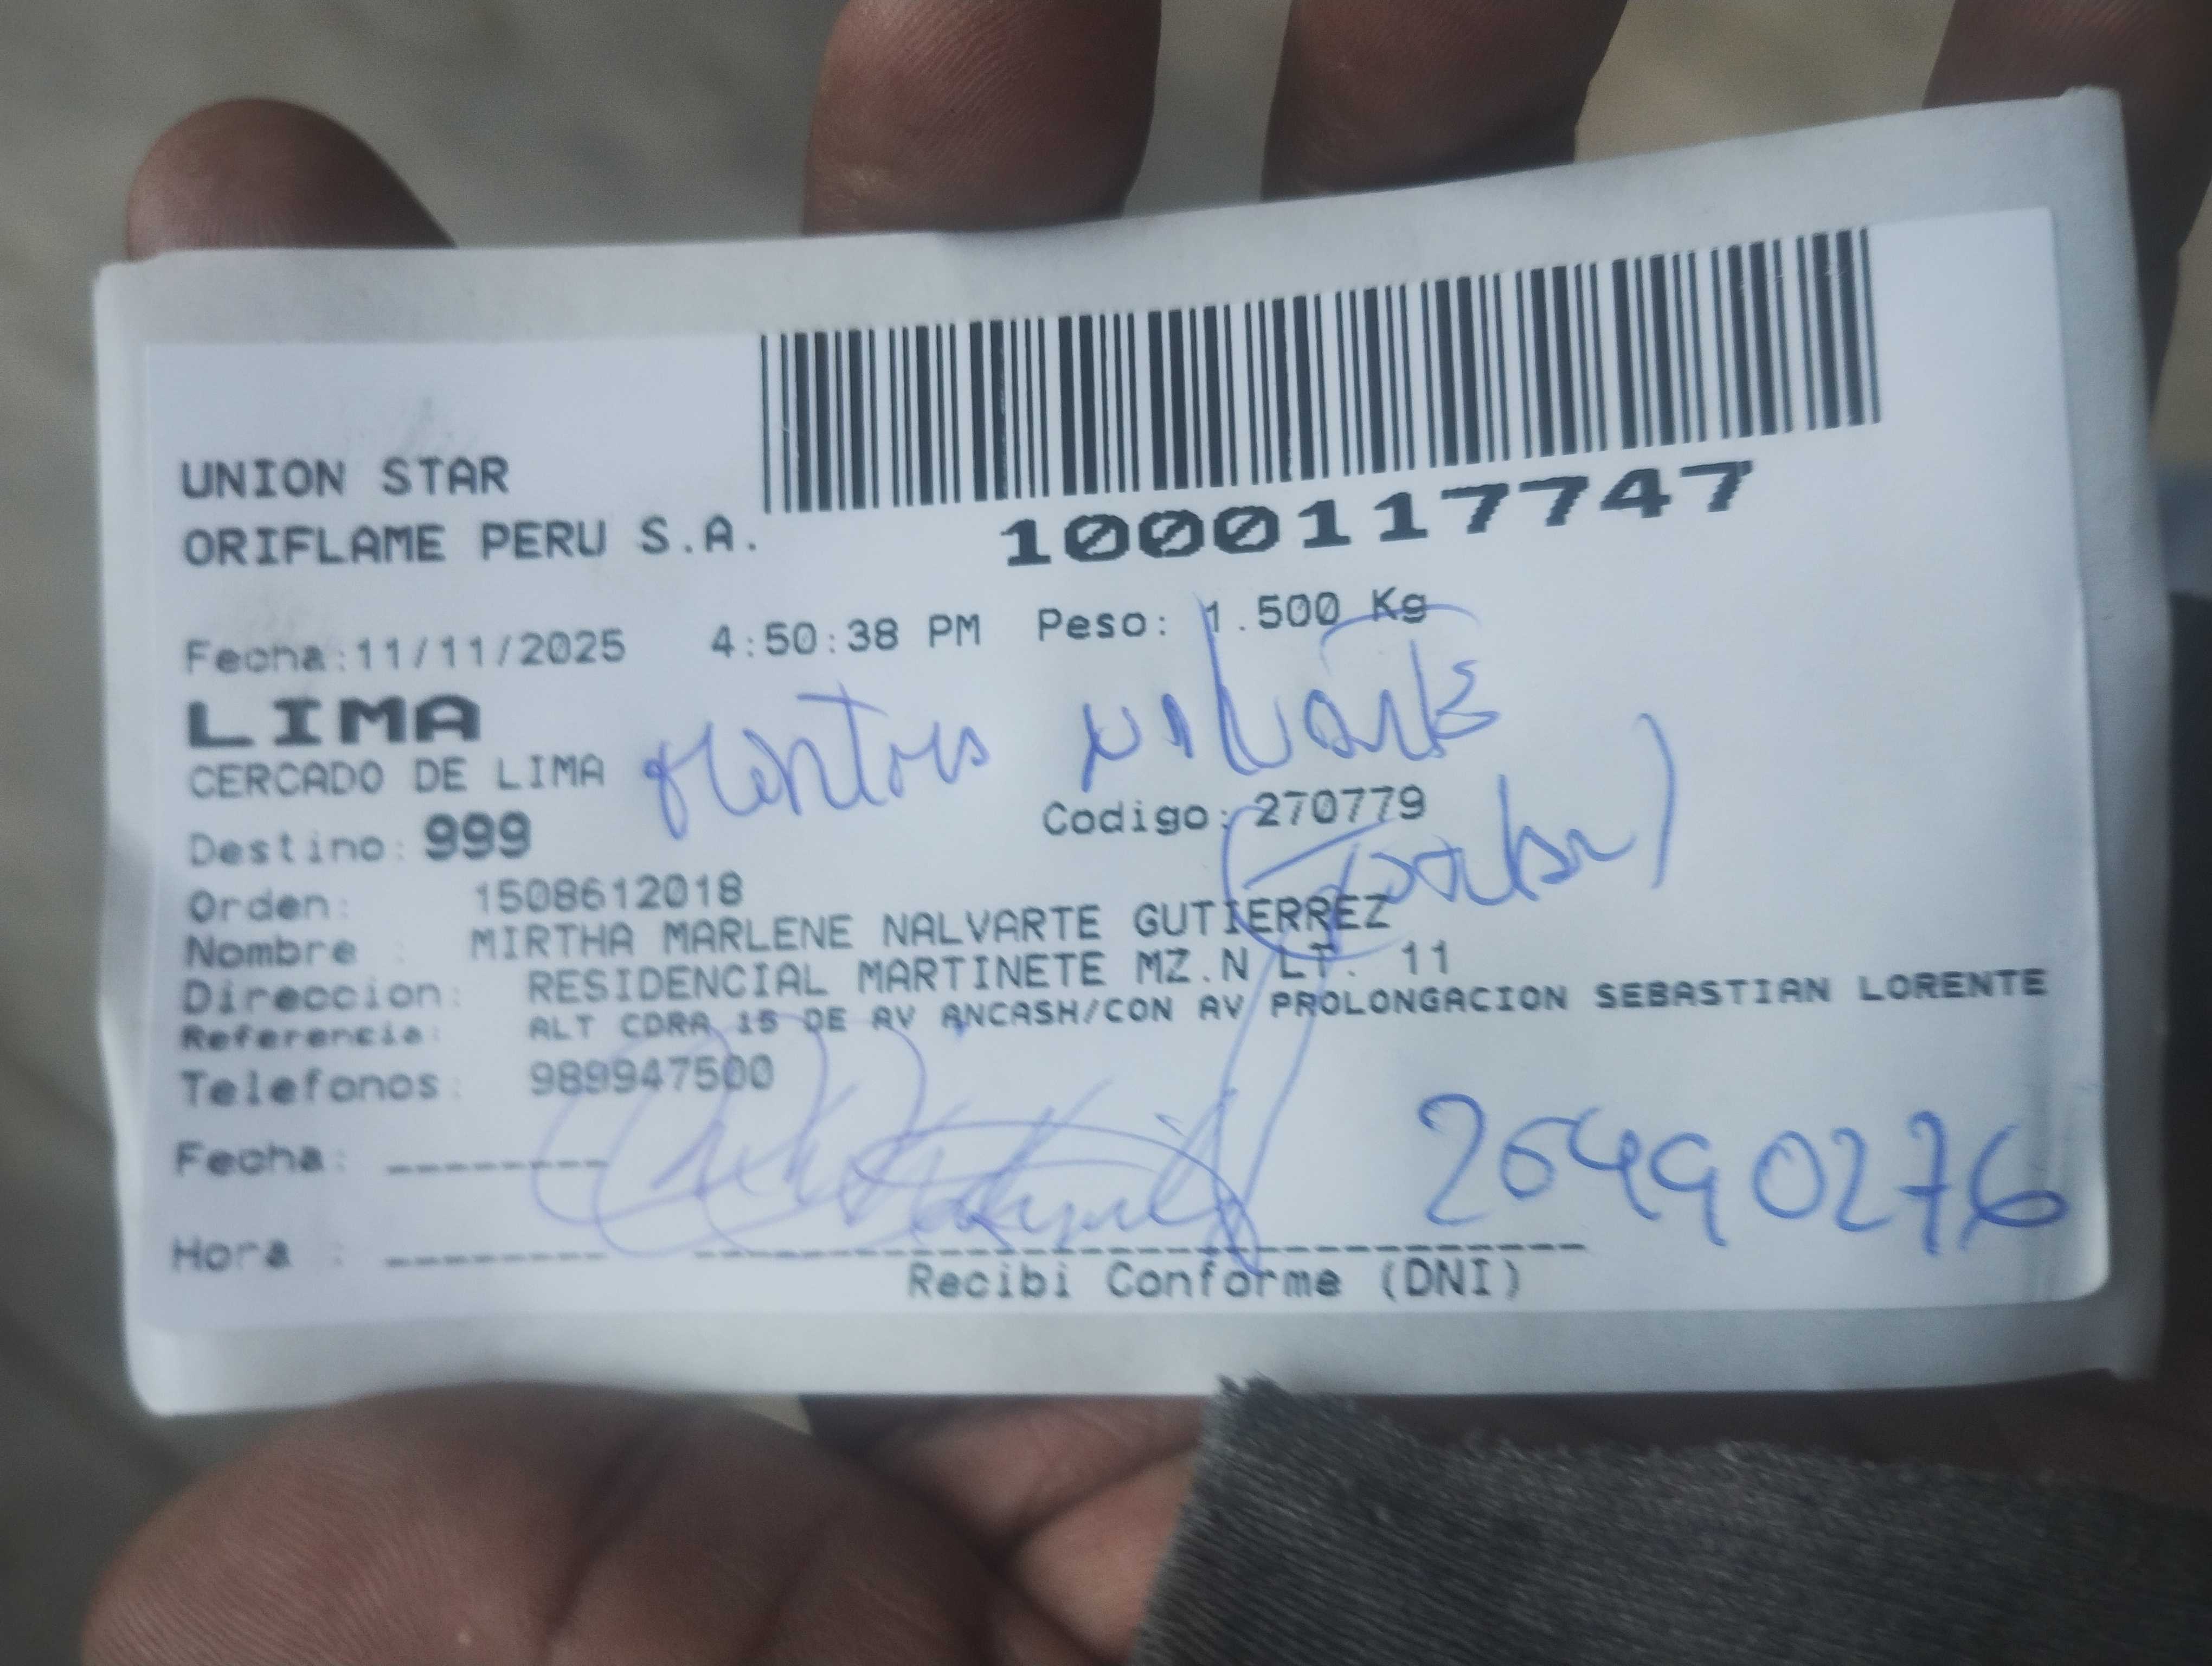 UNION STAR
ORIFLAME PERU S.A.
1000117747
Fecha:11/11/2025 4:50:38 PM Peso: 1.500 Kg
LIMA
CERCADO DE LIMA
Destino: 999 Codigo: 270779
Orden: 1508612018
Nombre : MIRTHA MARLENE NALVARTE GUTIERREZ
Direccion: RESIDENCIAL MARTINETE MZ.N LT. 11
Referencia: ALT CDRA 15 DE AV ANCASH/CON AV PROLONGACION SEBASTIAN LORENTE
Telefonos: 989947500
Fecha:
25490276
Hora :
Recibi Conforme (DNI)